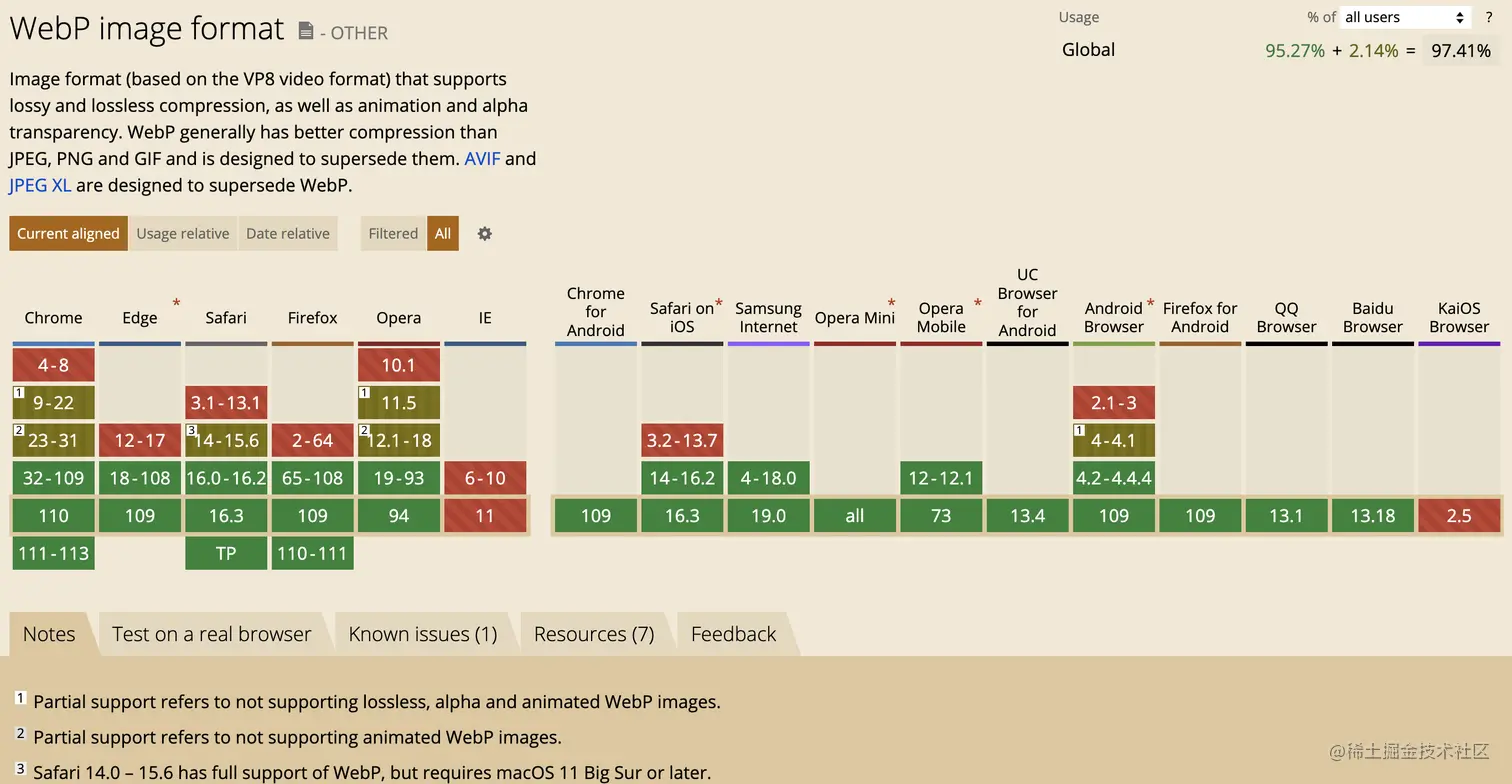 WebP image format - OTHER
Usage % of all users ?
Global 95.27% + 2.14% = 97.41%
Image format (based on the VP8 video format) that supports
lossy and lossless compression, as well as animation and alpha
transparency. WebP generally has better compression than
JPEG, PNG and GIF and is designed to supersede them. AVIF and
JPEG XL are designed to supersede WebP.
Current aligned Usage relative Date relative Filtered All
Chrome Edge * Safari Firefox Opera IE Chrome for Android Safari on iOS * Samsung Internet Opera Mini * Opera Mobile * UC Browser for Android Android Browser * Firefox for Android QQ Browser Baidu Browser KaiOS Browser
4-8 10.1
1 9-22 3.1-13.1 1 11.5 2.1-3
2 23-31 12-17 3 14-15.6 2-64 2 12.1-18 3.2-13.7 1 4-4.1
32-109 18-108 16.0-16.2 65-108 19-93 6-10 14-16.2 4-18.0 12-12.1 4.2-4.4.4
110 109 16.3 109 94 11 109 16.3 19.0 all 73 13.4 109 109 13.1 13.18 2.5
111-113 TP 110-111
Notes Test on a real browser Known issues (1) Resources (7) Feedback
1 Partial support refers to not supporting lossless, alpha and animated WebP images.
2 Partial support refers to not supporting animated WebP images.
3 Safari 14.0 – 15.6 has full support of WebP, but requires macOS 11 Big Sur or later.
@稀土掘金技术社区